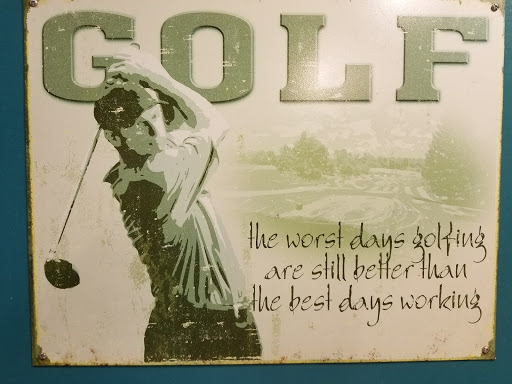 GOLF
the worst days golfing
are still better than
the best days working